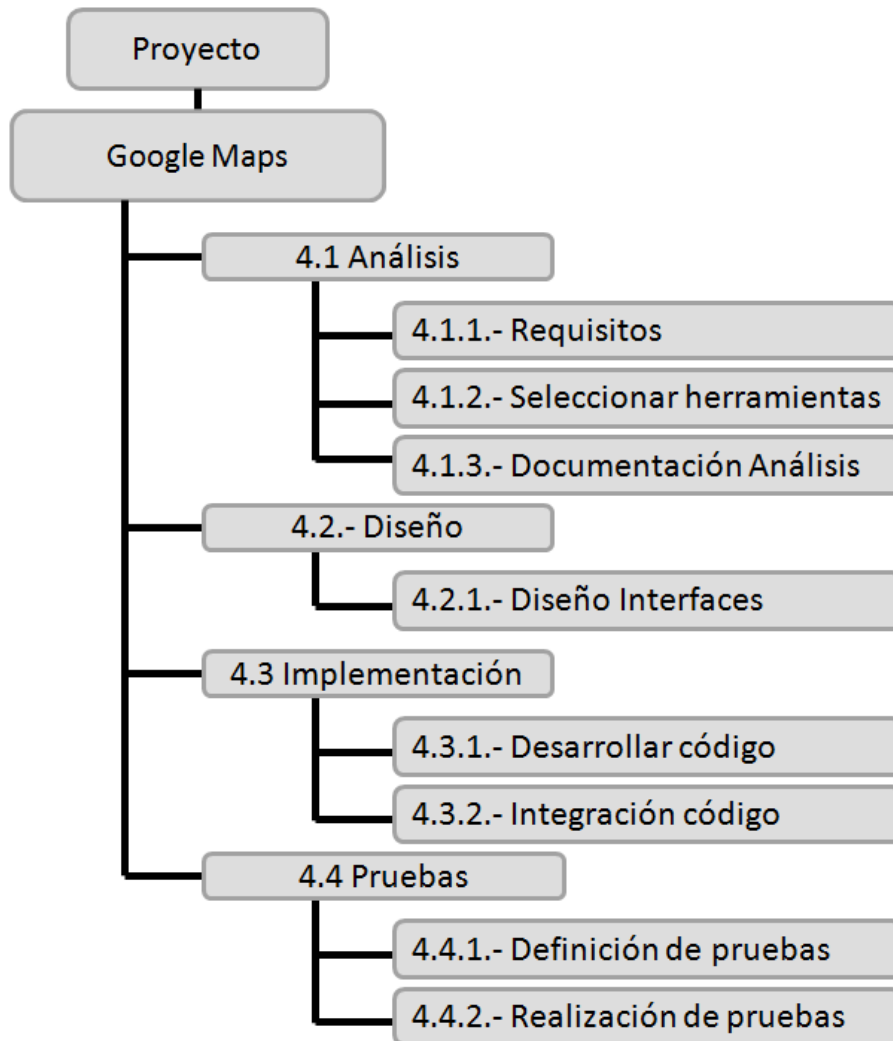 Proyecto
Google Maps
4.1 Análisis
4.1.1.- Requisitos
4.1.2.- Seleccionar herramientas
4.1.3.- Documentación Análisis
4.2.- Diseño
4.2.1.- Diseño Interfaces
4.3 Implementación
4.3.1.- Desarrollar código
4.3.2.- Integración código
4.4 Pruebas
4.4.1.- Definición de pruebas
4.4.2.- Realización de pruebas